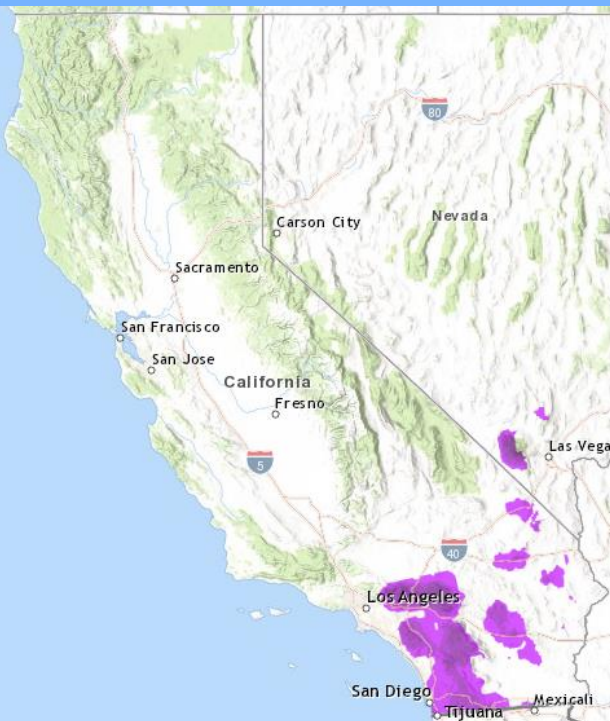 80
Carson City
Nevada
Sacramento
San Francisco
San Jose
California
Fresno
5
Las Vega
40
Los Angeles
San Diego
Mexicali
Tijuana